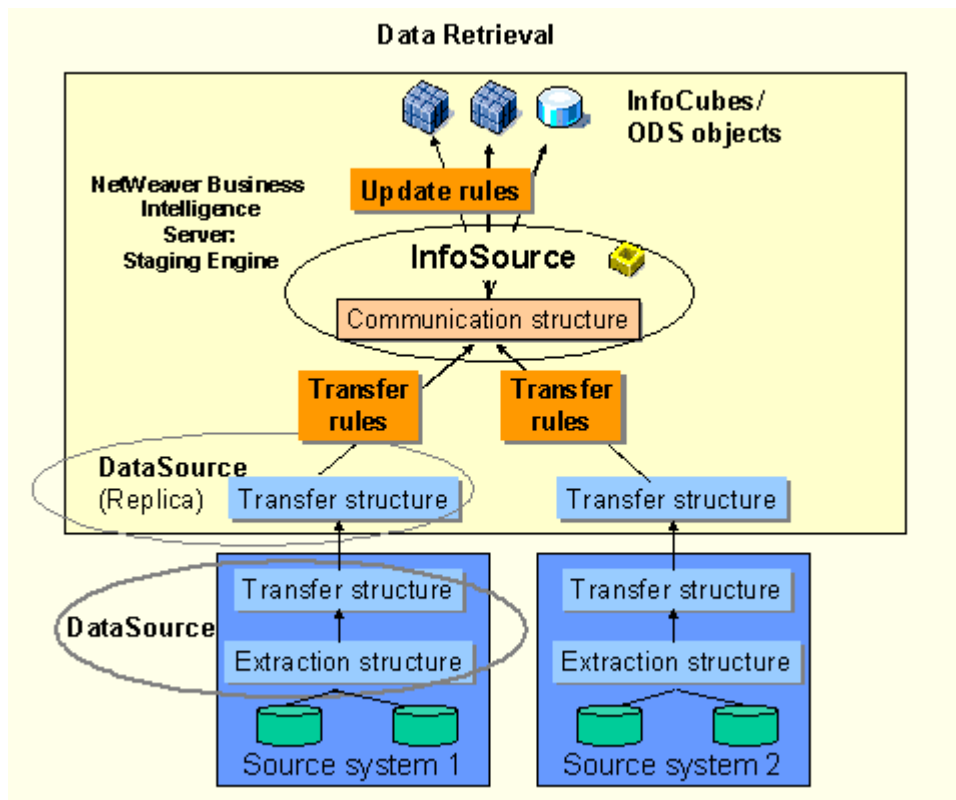 Data Retrieval
InfoCubes/
ODS objects
NetWeaver Business
Intelligence
Server:
Staging Engine
Update rules
InfoSource
Communication structure
Transfer
rules
Transfer
rules
DataSource
(Replica)
Transfer structure
Transfer structure
Transfer structure
Transfer structure
DataSource
Extraction structure
Extraction structure
Source system 1
Source system 2